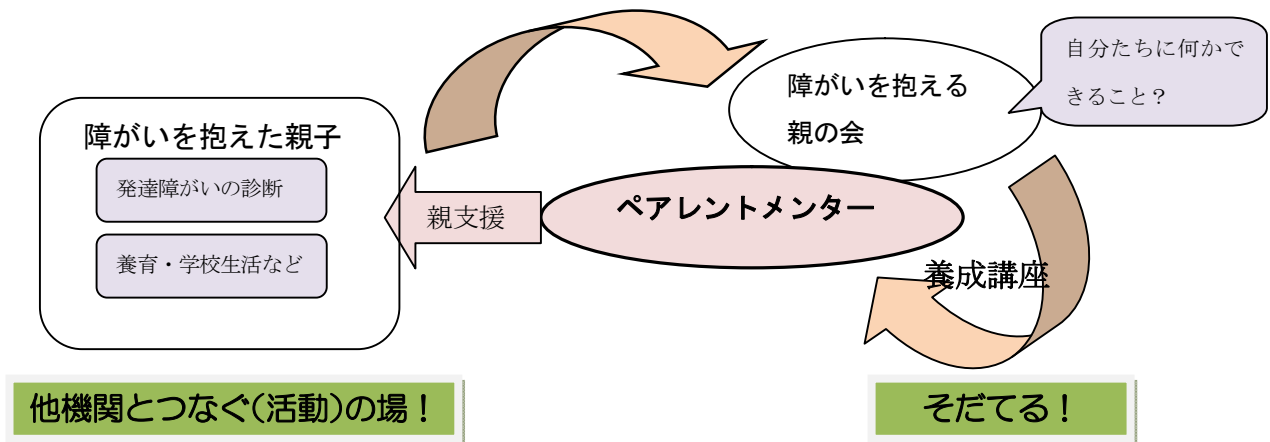 障がいを抱えた親子
発達障がいの診断
養育・学校生活など
親支援
障がいを抱える
親の会
自分たちに何かで
きること？
ペアレントメンター
養成講座
他機関とつなぐ(活動)の場！
そだてる！